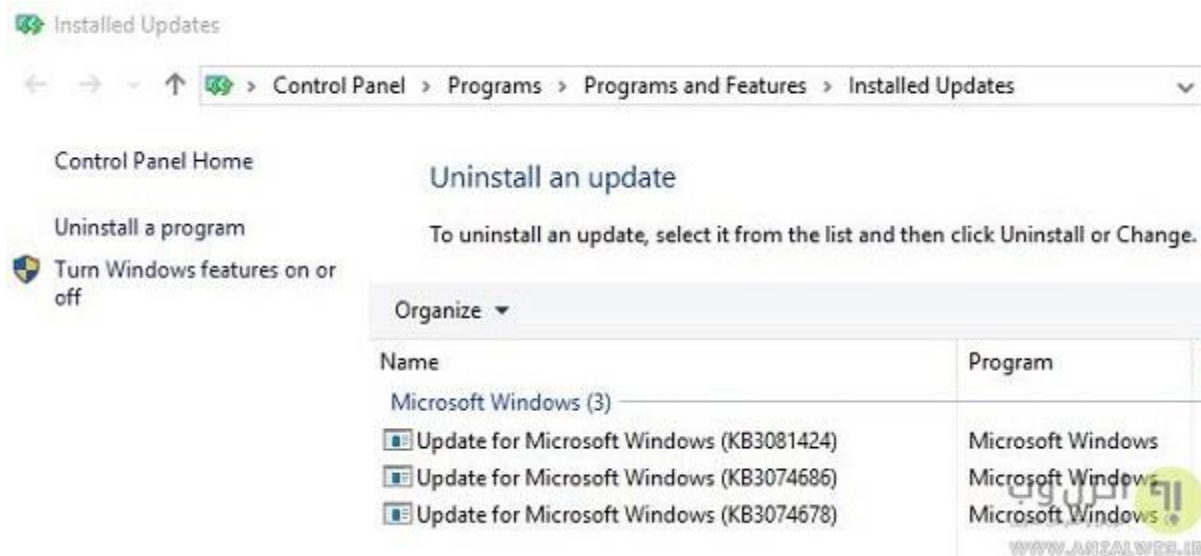 Installed Updates
Control Panel > Programs > Programs and Features > Installed Updates
Control Panel Home
Uninstall a program
Turn Windows features on or
off
Uninstall an update
To uninstall an update, select it from the list and then click Uninstall or Change.
Organize
Name Program
Microsoft Windows (3)
Update for Microsoft Windows (KB3081424) Microsoft Windows
Update for Microsoft Windows (KB3074686) Microsoft Windows
Update for Microsoft Windows (KB3074678) Microsoft Windows
انزل وب
WWW.ANZALWEB.IR